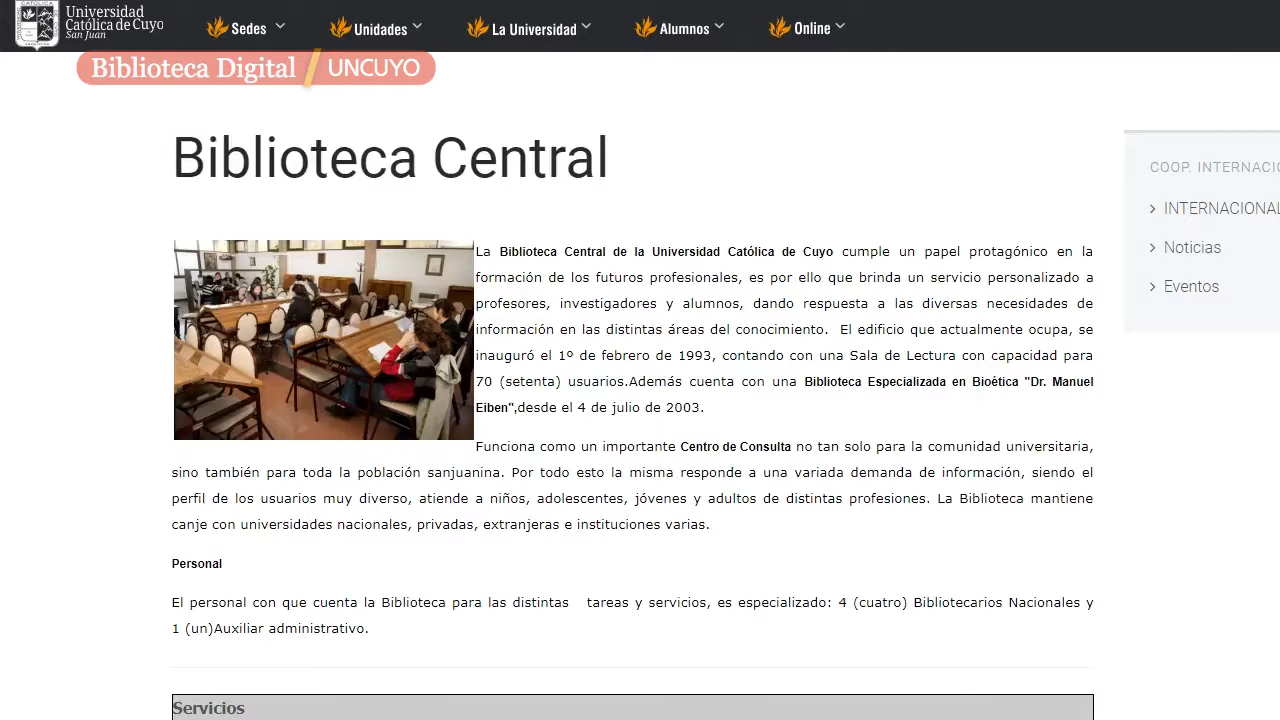 Universidad
Católica de Cuyo
San Juan
Sedes
Unidades
La Universidad
Alumnos
Online
Biblioteca Digital / UNCUYO
Biblioteca Central
COOP. INTERNACI
INTERNACIONAL
Noticias
Eventos
La Biblioteca Central de la Universidad Católica de Cuyo cumple un papel protagónico en la
formación de los futuros profesionales, es por ello que brinda un servicio personalizado a
profesores, investigadores y alumnos, dando respuesta a las diversas necesidades de
información en las distintas áreas del conocimiento. El edificio que actualmente ocupa, se
inauguró el 1º de febrero de 1993, contando con una Sala de Lectura con capacidad para
70 (setenta) usuarios.Además cuenta con una Biblioteca Especializada en Bioética "Dr. Manuel
Eiben",desde el 4 de julio de 2003.
Funciona como un importante Centro de Consulta no tan solo para la comunidad universitaria,
sino también para toda la población sanjuanina. Por todo esto la misma responde a una variada demanda de información, siendo el
perfil de los usuarios muy diverso, atiende a niños, adolescentes, jóvenes y adultos de distintas profesiones. La Biblioteca mantiene
canje con universidades nacionales, privadas, extranjeras e instituciones varias.
Personal
El personal con que cuenta la Biblioteca para las distintas tareas y servicios, es especializado: 4 (cuatro) Bibliotecarios Nacionales y
1 (un)Auxiliar administrativo.
Servicios